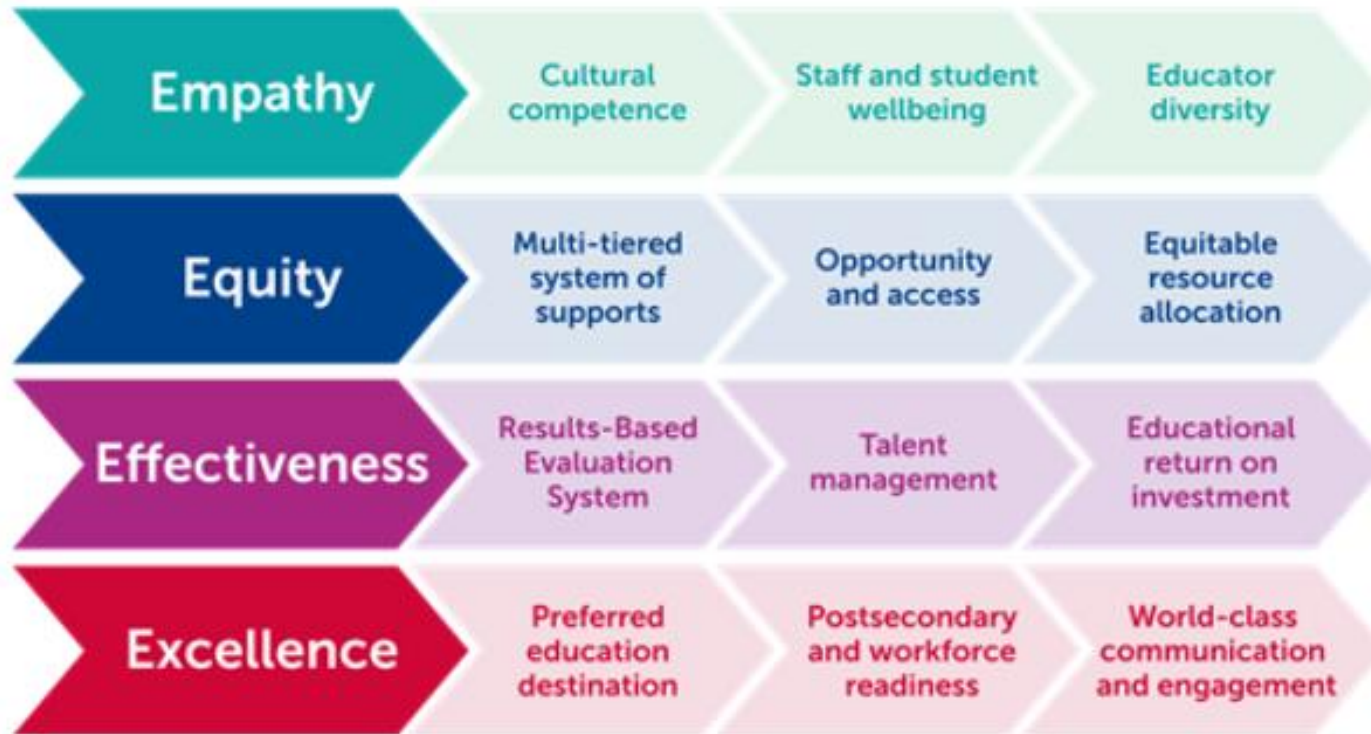 Empathy
Cultural
competence
Staff and student
wellbeing
Educator
diversity
Equity
Multi-tiered
system of
supports
Opportunity
and access
Equitable
resource
allocation
Effectiveness
Results-Based
Evaluation
System
Talent
management
Educational
return on
investment
Excellence
Preferred
education
destination
Postsecondary
and workforce
readiness
World-class
communication
and engagement